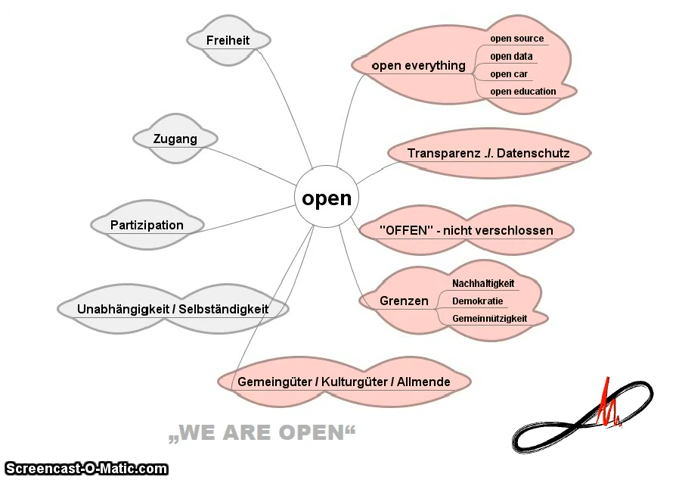 Freiheit
Zugang
Partizipation
Unabhängigkeit / Selbständigkeit
open
open everything
open source
open data
open car
open education
Transparenz ./. Datenschutz
"OFFEN" - nicht verschlossen
Grenzen
Nachhaltigkeit
Demokratie
Gemeinnützigkeit
Gemeingüter / Kulturgüter / Allmende
„WE ARE OPEN“
Screencast-O-Matic.com